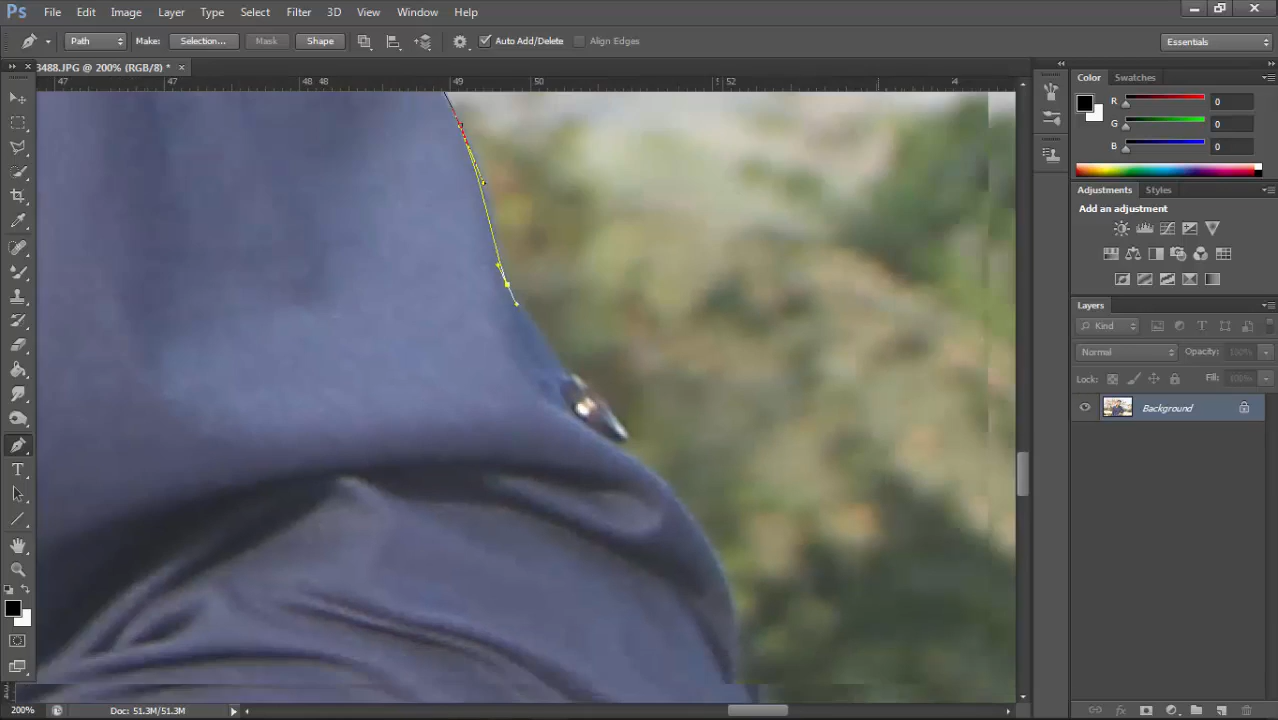 Ps File Edit Image Layer Type Select Filter 3D View Window Help
Path Make: Selection... Mask Shape Auto Add/Delete Align Edges Essentials
3488.JPG @ 200% (RGB/8) * ×
47 47 48 48 49 50 52
Color Swatches
R 0
G 0
B 0
Adjustments Styles
Add an adjustment
Layers
Kind
Normal Opacity: 100%
Lock: Fill: 100%
Background
200% Doc: 51.3M/51.3M